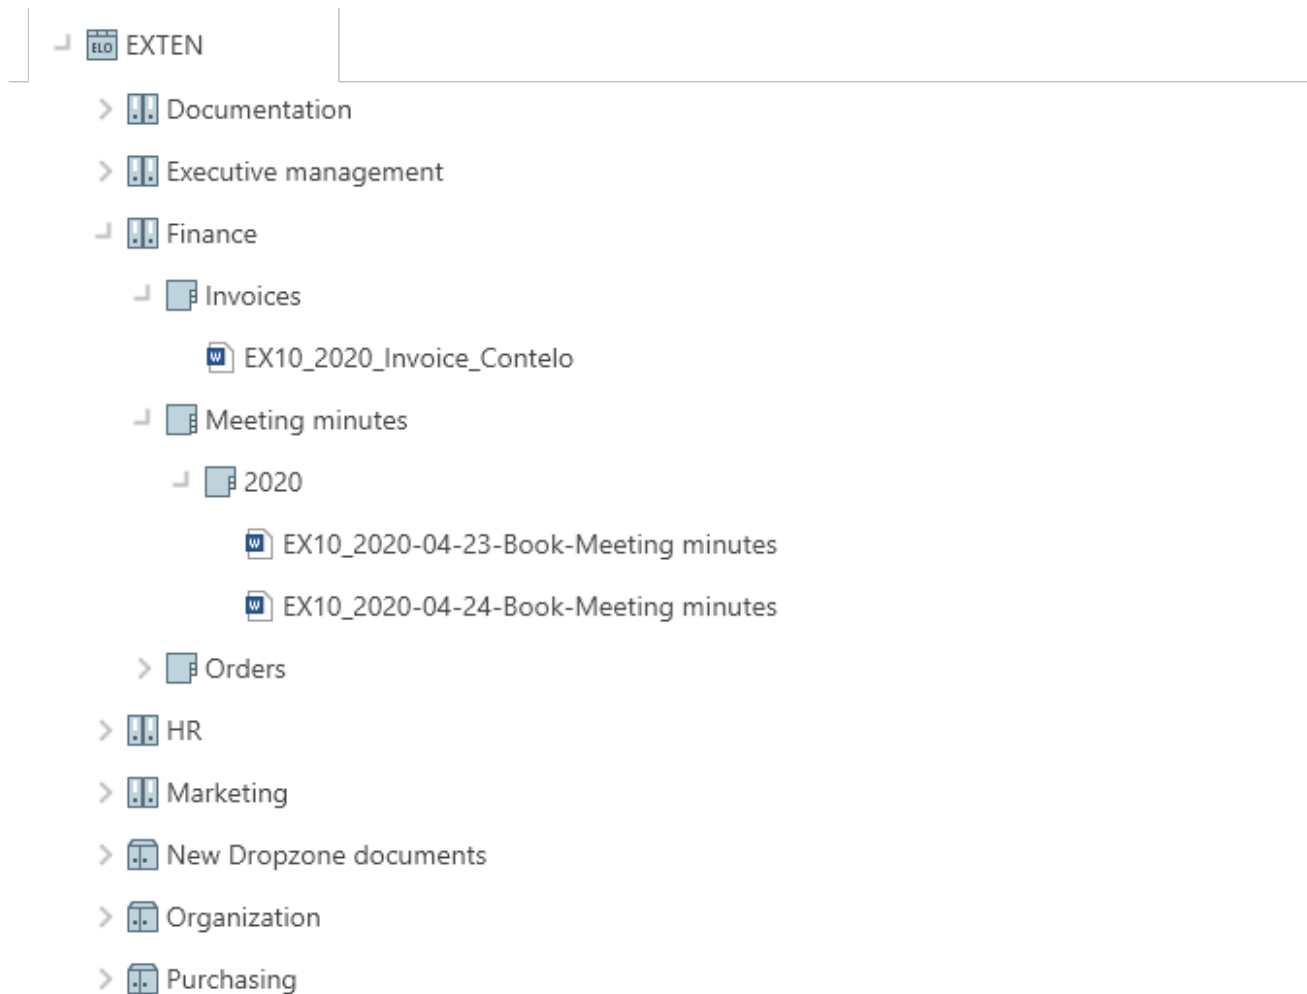 ELO EXTEN
Documentation
Executive management
Finance
Invoices
W EX10_2020_Invoice_Contelo
Meeting minutes
2020
W EX10_2020-04-23-Book-Meeting minutes
W EX10_2020-04-24-Book-Meeting minutes
Orders
HR
Marketing
New Dropzone documents
Organization
Purchasing